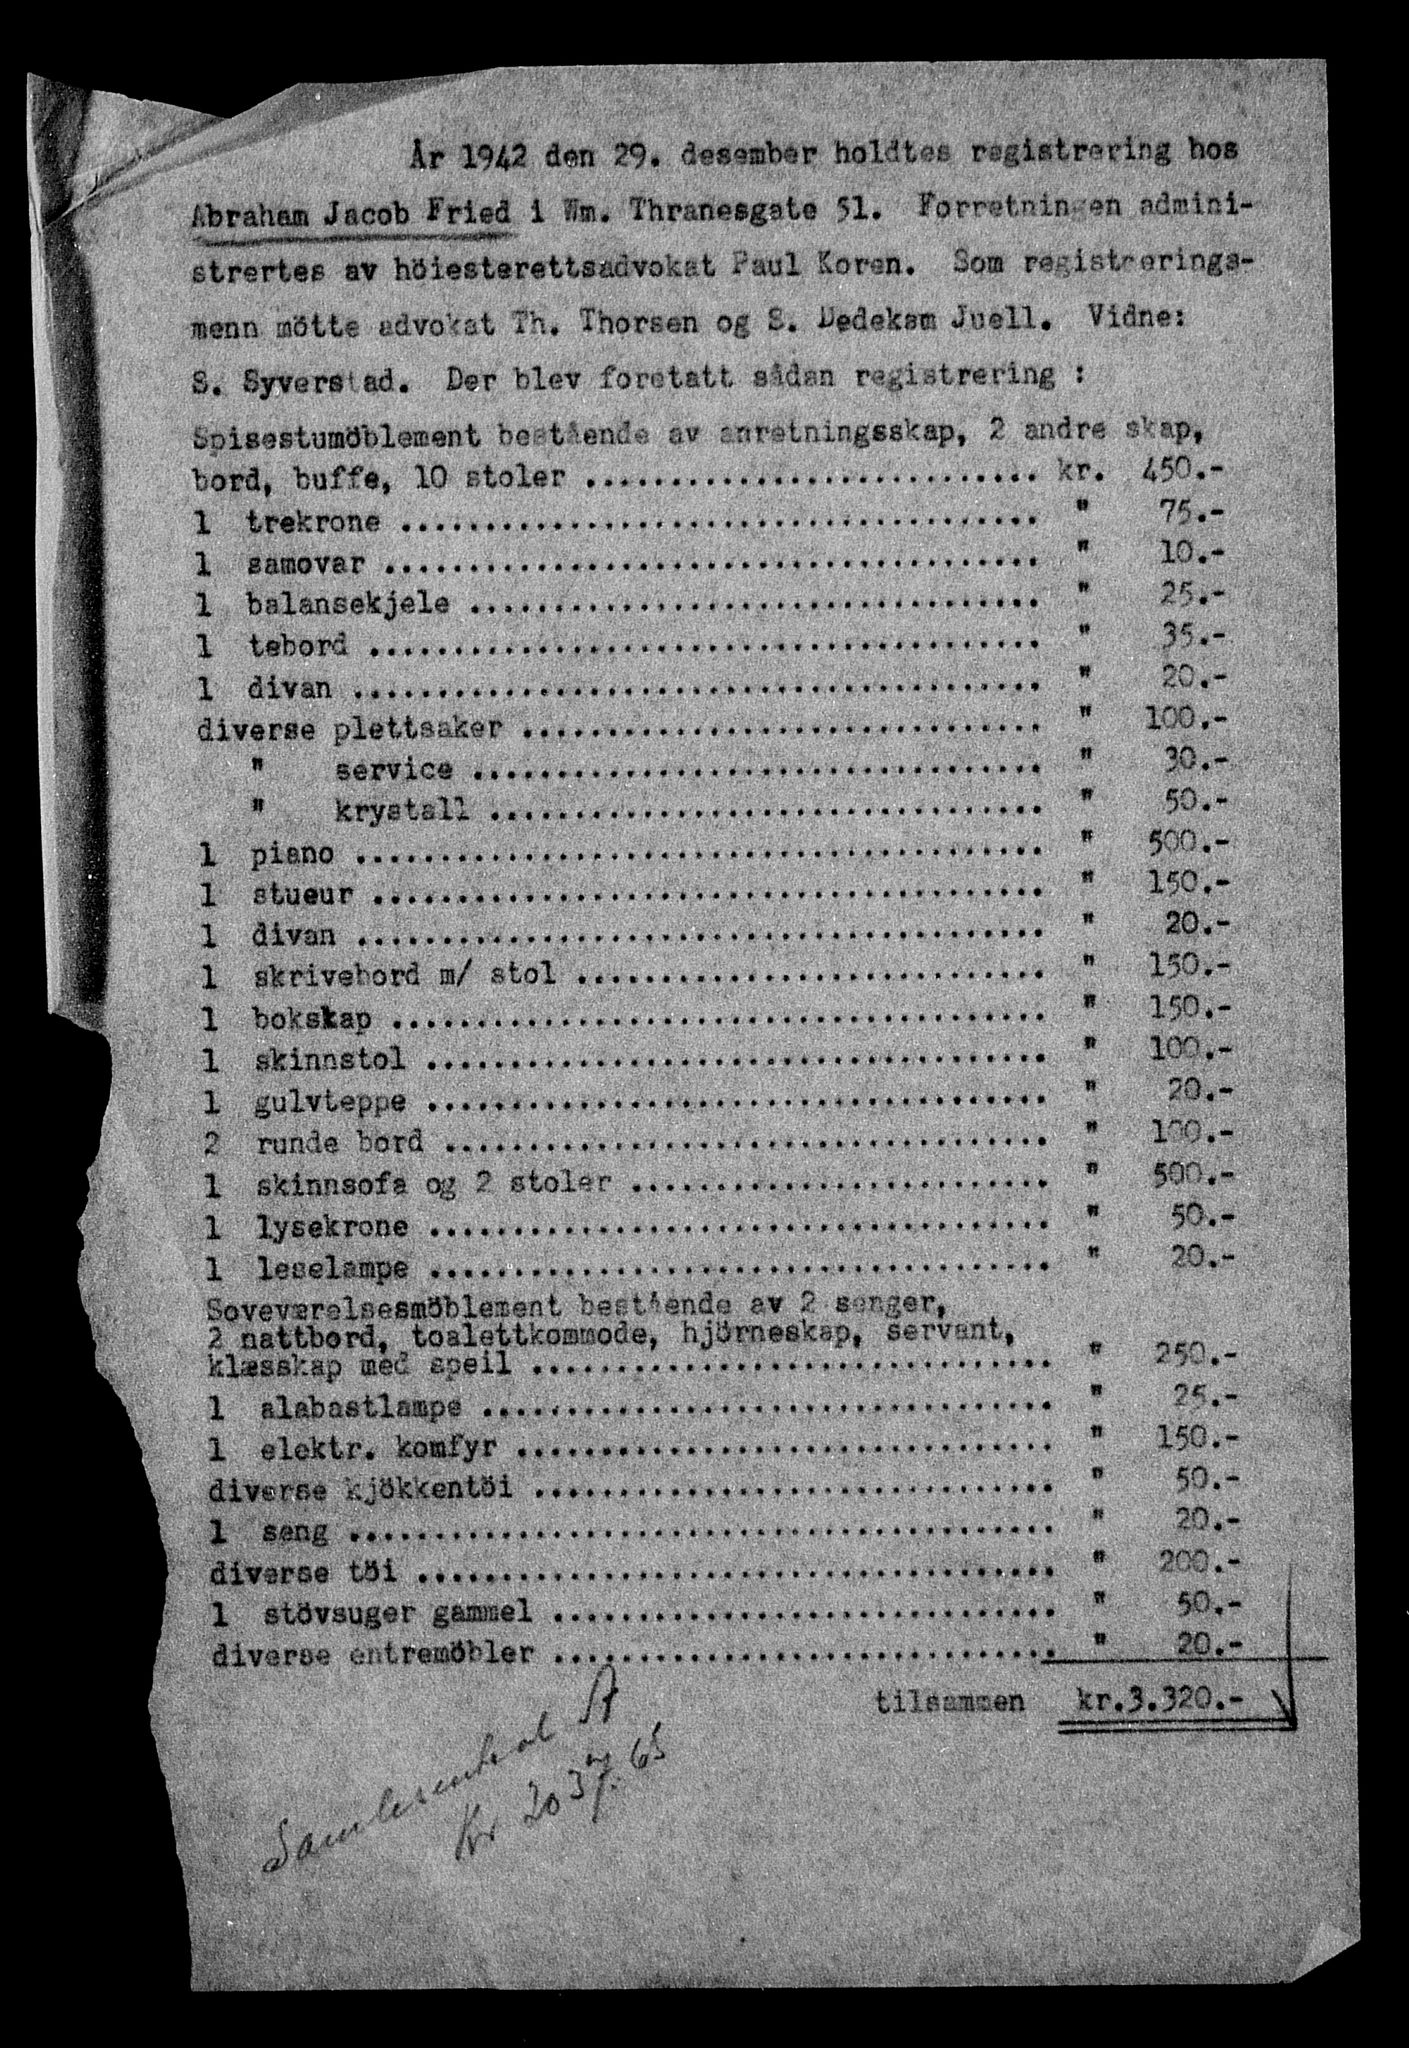 År 1942 den 29. desember holdtes registrering hos
Abraham Jacob Fried i Wm. Thranesgate 51. Forretningen admini-
strertes av höiesterettsadvokat Paul Koren. Som registrerings-
menn mötte advokat Th. Thorsen og S. Dedekam Juell. Vidne:
S. Syverstad. Der blev foretatt sådan registrering :
Spisestumöblement bestående av anretningsskap, 2 andre skap,
bord, buffe, 10 stoler ........................... kr. 450.-
1 trekrone ...................................... " 75.-
1 samovar ....................................... " 10.-
1 balansekjele .................................. " 25.-
1 tebord ........................................ " 35.-
1 divan ......................................... " 20.-
diverse plettsaker ............................... " 100.-
" service .................................. " 30.-
" krystall ................................. " 50.-
1 piano ......................................... " 500.-
1 stueur ........................................ " 150.-
1 divan ......................................... " 20.-
1 skrivebord m/ stol ............................ " 150.-
1 bokskap ....................................... " 150.-
1 skinnstol ..................................... " 100.-
1 gulvteppe ..................................... " 20.-
2 runde bord .................................... " 100.-
1 skinnsofa og 2 stoler ......................... " 500.-
1 lysekrone ..................................... " 50.-
1 leselampe ..................................... " 20.-
Soveværelsesmöblement bestående av 2 senger,
2 nattbord, toalettkommode, hjörneskap, servant,
klæsskap med speil ............................... " 250.-
1 alabastlampe .................................. " 25.-
1 elektr. komfyr ................................ " 150.-
diverse kjökkentöi ............................... " 50.-
1 seng .......................................... " 20.-
diverse töi ...................................... " 200.-
1 stövsuger gammel .............................. " 50.-
diverse entremöbler .............................. " 20.-
tilsammen kr.3.320.-
Samlesentral A
Kr 20 65